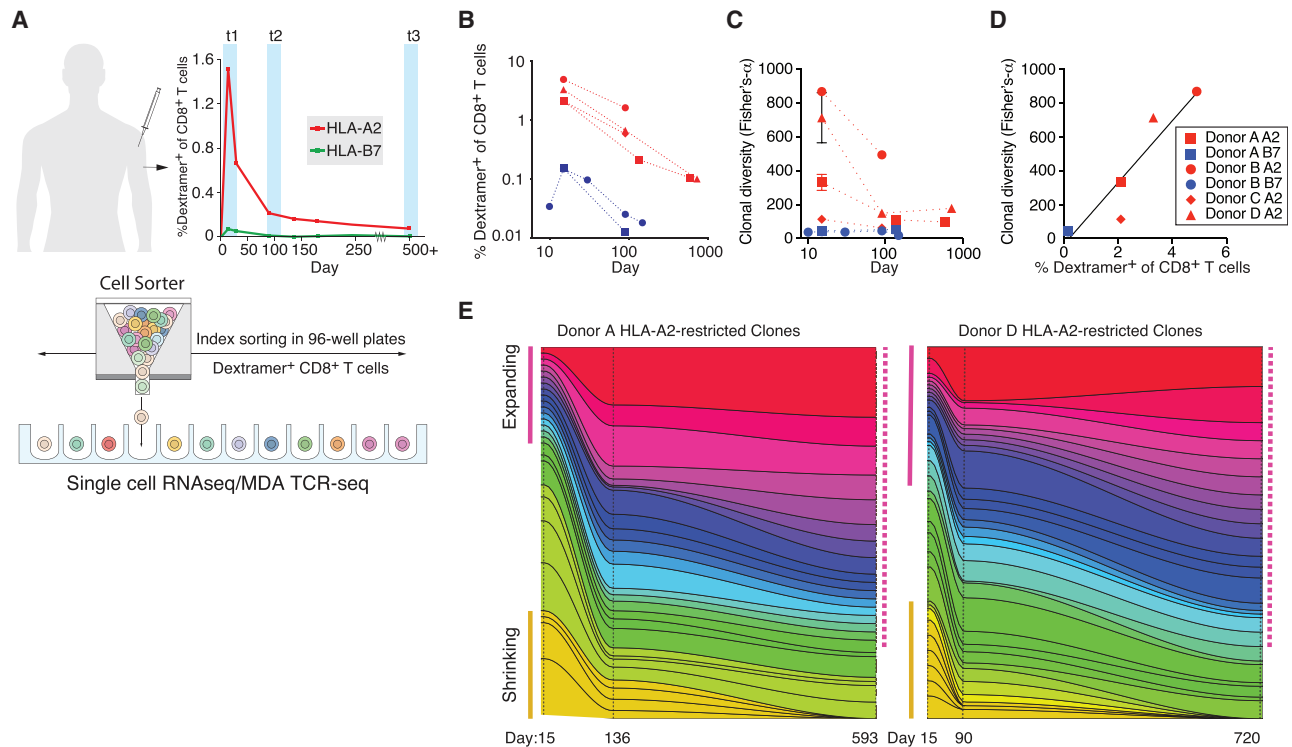 A
t1 t2 t3
%Dextramer⁺ of CD8⁺ T cells
1.6
1.2
0.8
0.4
0
HLA-A2
HLA-B7
0 50 150 250 500+
Day
Cell Sorter
Index sorting in 96-well plates
Dextramer⁺ CD8⁺ T cells
Single cell RNAseq/MDA TCR-seq
B
% Dextramer⁺ of CD8⁺ T cells
10
1
0.1
0.01
10 100 1000
Day
C
Clonal diversity (Fisher's-α)
1000
800
600
400
200
0
10 100 1000
Day
D
Clonal diversity (Fisher's-α)
1000
800
600
400
200
0
0 2 4 6
% Dextramer⁺ of CD8⁺ T cells
Donor A A2
Donor A B7
Donor B A2
Donor B B7
Donor C A2
Donor D A2
E
Donor A HLA-A2-restricted Clones
Expanding
Shrinking
Day:15 136 593
Donor D HLA-A2-restricted Clones
Day 15 90 720